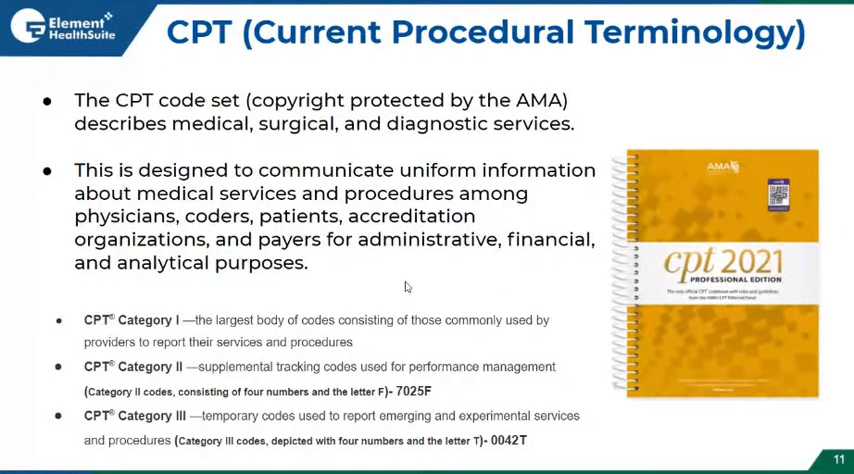 Element
HealthSuite
CPT (Current Procedural Terminology)
● The CPT code set (copyright protected by the AMA)
describes medical, surgical, and diagnostic services.
● This is designed to communicate uniform information
about medical services and procedures among
physicians, coders, patients, accreditation
organizations, and payers for administrative, financial,
and analytical purposes.
AMA
cpt 2021
PROFESSIONAL EDITION
● CPT® Category I —the largest body of codes consisting of those commonly used by
providers to report their services and procedures
● CPT® Category II —supplemental tracking codes used for performance management
(Category II codes, consisting of four numbers and the letter F)- 7025F
● CPT® Category III —temporary codes used to report emerging and experimental services
and procedures (Category III codes, depicted with four numbers and the letter T)- 0042T
11